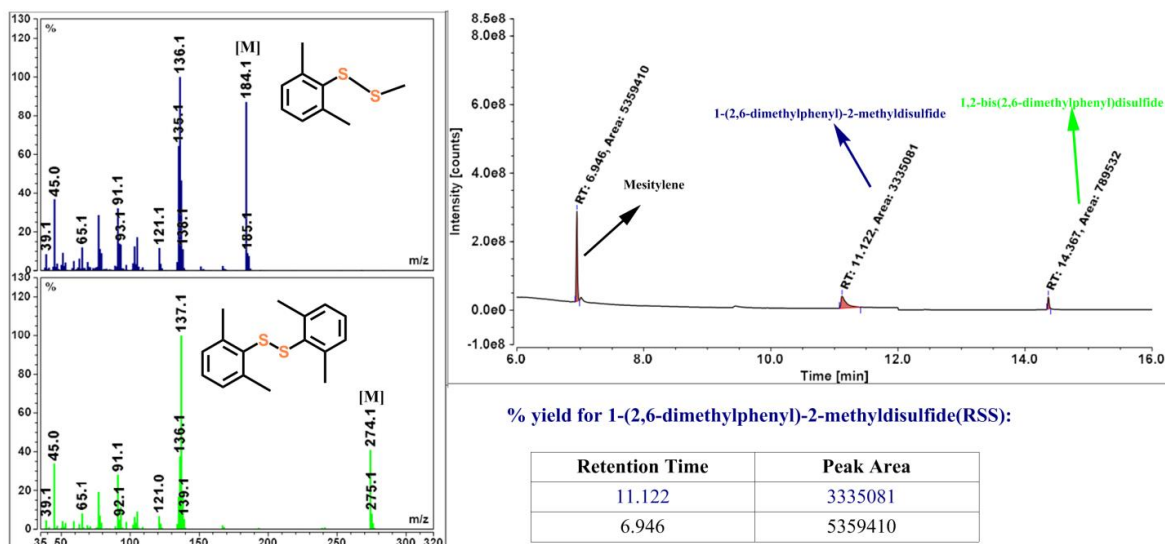 %
130
100
80
60
40
20
0
136.1
[M]
184.1
135.1
45.0
91.1
39.1
65.1
93.1
121.1
138.1
185.1
m/z
S
S
%
130
100
80
60
40
20
0
137.1
[M]
274.1
136.1
45.0
91.1
39.1
65.1
92.1
121.0
139.1
275.1
m/z
S
S
35 50 100 150 200 250 300 320
8.5e8
8.0e8
6.0e8
4.0e8
2.0e8
0.0e0
-1.0e8
Intensity [counts]
RT: 6.946, Area: 5359410
Mesitylene
1-(2,6-dimethylphenyl)-2-methyldisulfide
RT: 11.122, Area: 3335081
1,2-bis(2,6-dimethylphenyl)disulfide
RT: 14.367, Area: 789532
6.0 8.0 10.0 12.0 14.0 16.0
Time [min]
% yield for 1-(2,6-dimethylphenyl)-2-methyldisulfide(RSS):
Retention Time Peak Area
11.122 3335081
6.946 5359410